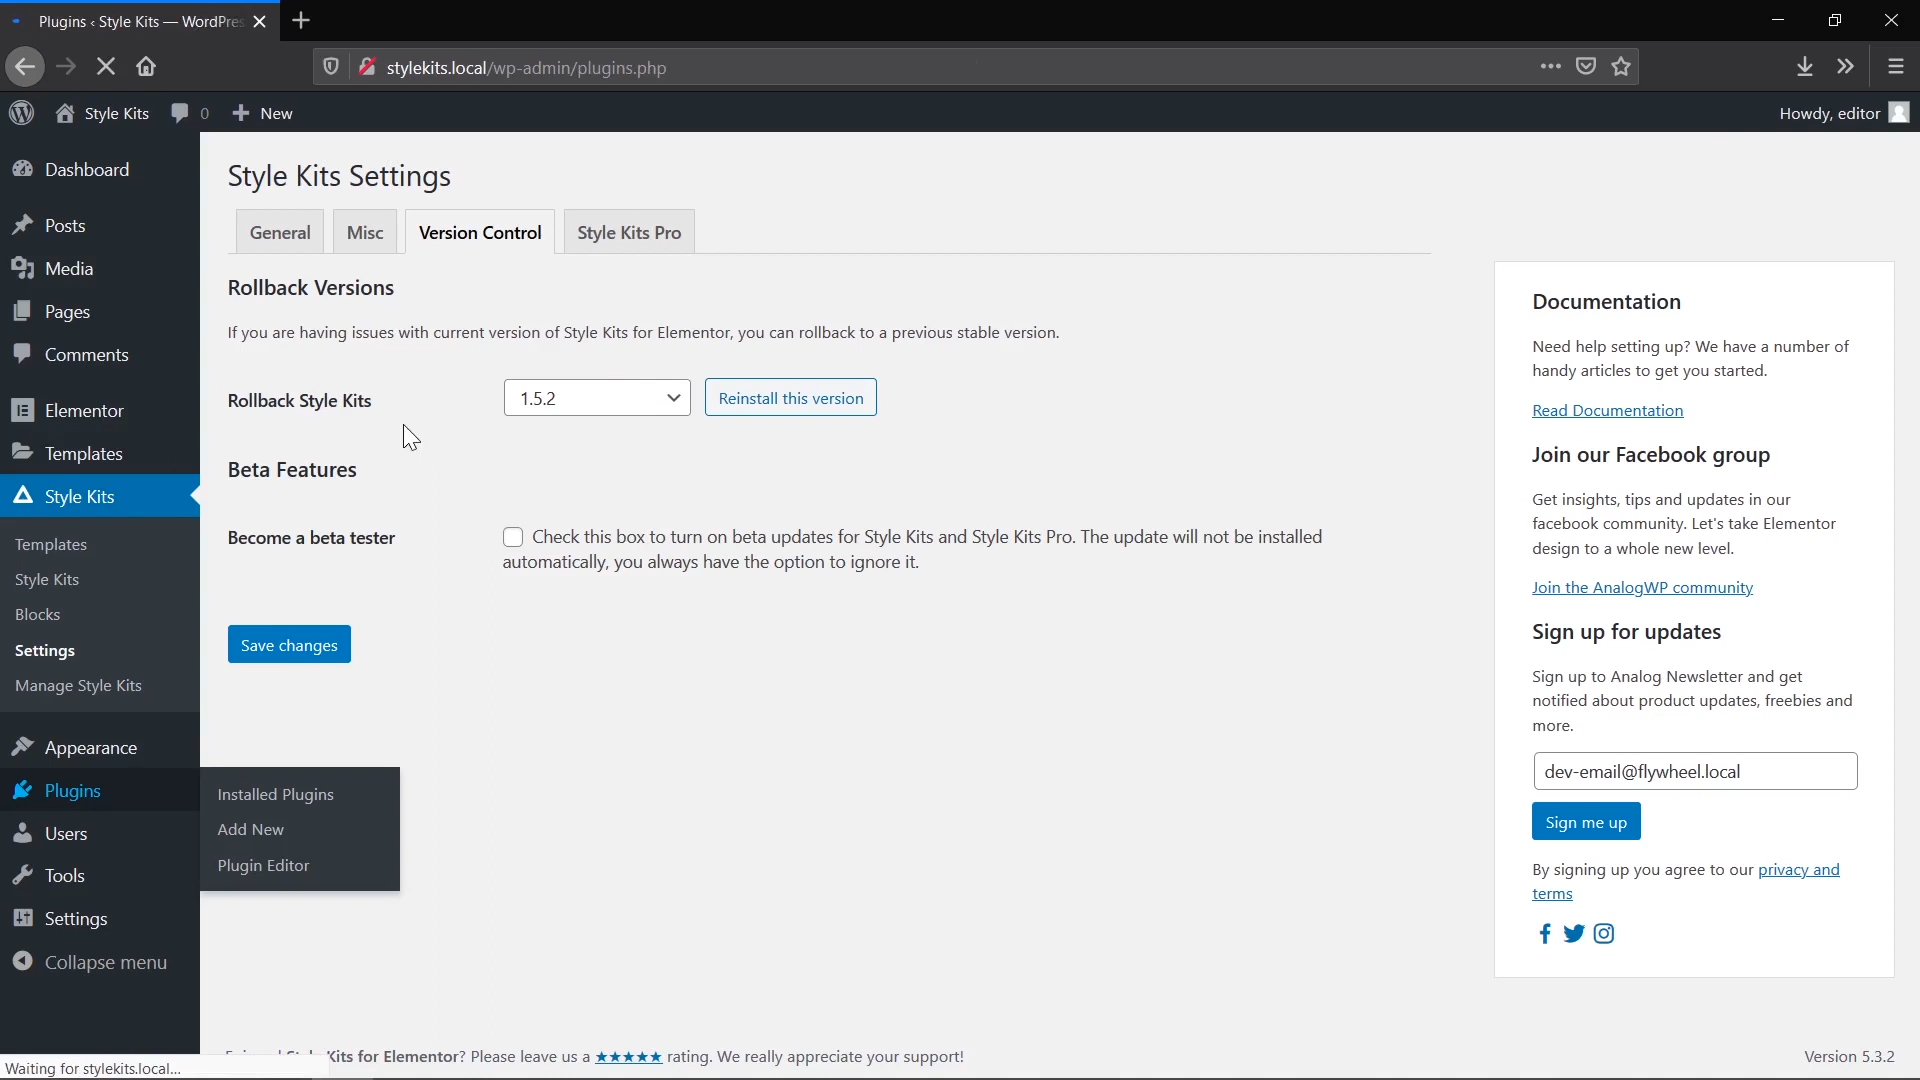 Plugins ‹ Style Kits — WordPres
stylekits.local/wp-admin/plugins.php
Style Kits
0
New
Howdy, editor
Dashboard
Posts
Media
Pages
Comments
Elementor
Templates
Style Kits
Templates
Style Kits
Blocks
Settings
Manage Style Kits
Appearance
Plugins
Users
Tools
Settings
Collapse menu
Installed Plugins
Add New
Plugin Editor
Style Kits Settings
General
Misc
Version Control
Style Kits Pro
Rollback Versions
If you are having issues with current version of Style Kits for Elementor, you can rollback to a previous stable version.
Rollback Style Kits
1.5.2
Reinstall this version
Beta Features
Become a beta tester
Check this box to turn on beta updates for Style Kits and Style Kits Pro. The update will not be installed
automatically, you always have the option to ignore it.
Save changes
Documentation
Need help setting up? We have a number of
handy articles to get you started.
Read Documentation
Join our Facebook group
Get insights, tips and updates in our
facebook community. Let's take Elementor
design to a whole new level.
Join the AnalogWP community
Sign up for updates
Sign up to Analog Newsletter and get
notified about product updates, freebies and
more.
dev-email@flywheel.local
Sign me up
By signing up you agree to our privacy and
terms
Kits for Elementor? Please leave us a ★★★★★ rating. We really appreciate your support!
Version 5.3.2
Waiting for stylekits.local...